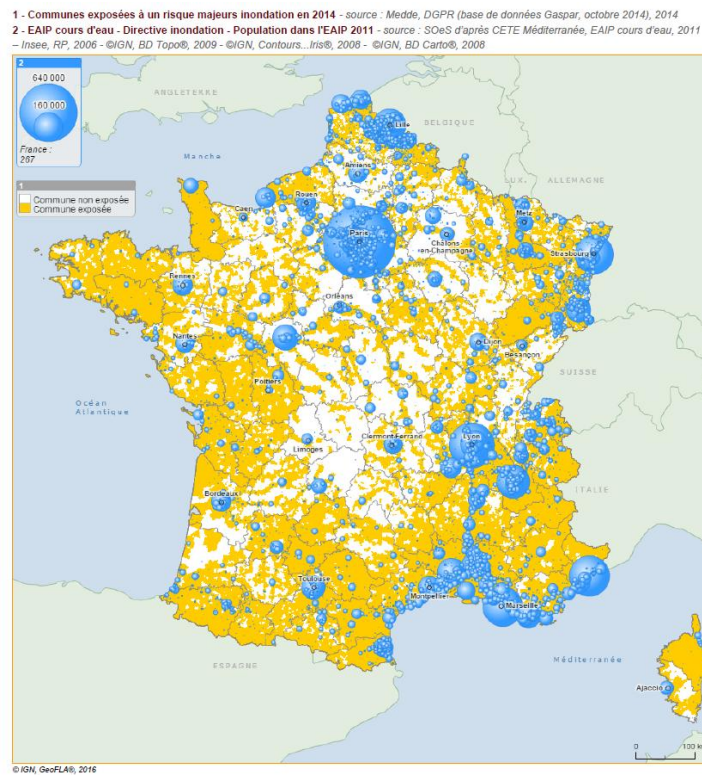 1 - Communes exposées à un risque majeurs inondation en 2014 - source : Medde, DGPR (base de données Gaspar, octobre 2014), 2014
2 - EAIP cours d'eau - Directive inondation - Population dans l'EAIP 2011 - source : SOeS d'après CETE Méditerranée, EAIP cours d'eau, 2011
– Insee, RP, 2006 - ©IGN, BD Topo®, 2009 - ©IGN, Contours...Iris®, 2008 - ©IGN, BD Carto®, 2008
2
640 000
160 000
France :
267
1
Commune non exposée
Commune exposée
ANGLETERRE
BELGIQUE
Lille
Manche
Amiens
LUX.
ALLEMAGNE
Rouen
Caen
Metz
Paris
Châlons
-en-Champagne
Strasbourg
Rennes
Orléans
Nantes
Dijon
Besançon
SUISSE
Poitiers
Océan
Atlantique
Clermont-Ferrand
Lyon
Limoges
ITALIE
Bordeaux
Toulouse
Montpellier
Marseille
Méditerranée
ESPAGNE
Ajaccio
0 100 k
© IGN, GeoFLA®, 2016